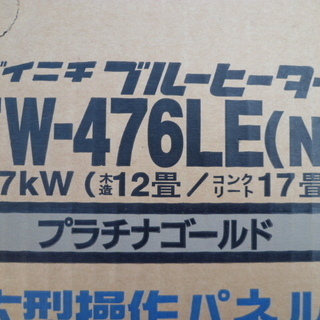 イニチ ブルーヒーター
W-476LE(N
7kW（木造12畳／コンクリート17畳
プラチナゴールド
大型操作パネル